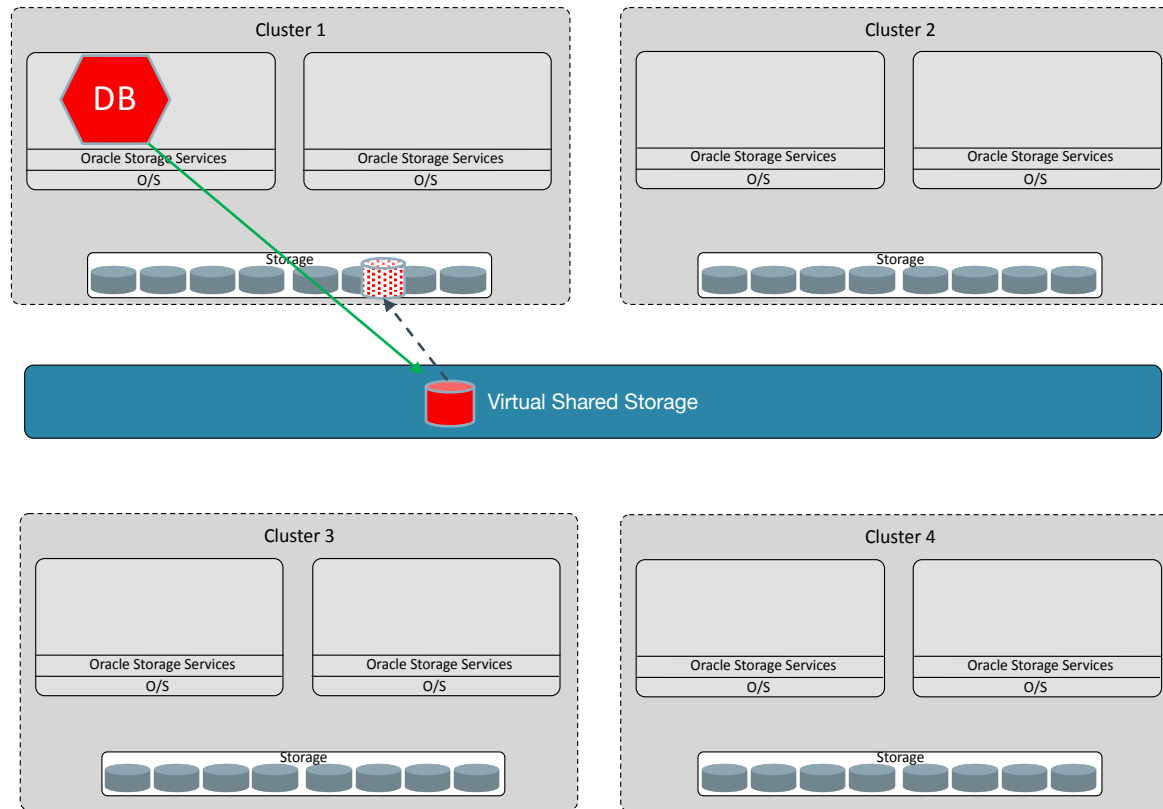 Cluster 1
DB
Oracle Storage Services
O/S
Oracle Storage Services
O/S
Storage
Cluster 2
Oracle Storage Services
O/S
Oracle Storage Services
O/S
Storage
Virtual Shared Storage
Cluster 3
Oracle Storage Services
O/S
Oracle Storage Services
O/S
Storage
Cluster 4
Oracle Storage Services
O/S
Oracle Storage Services
O/S
Storage